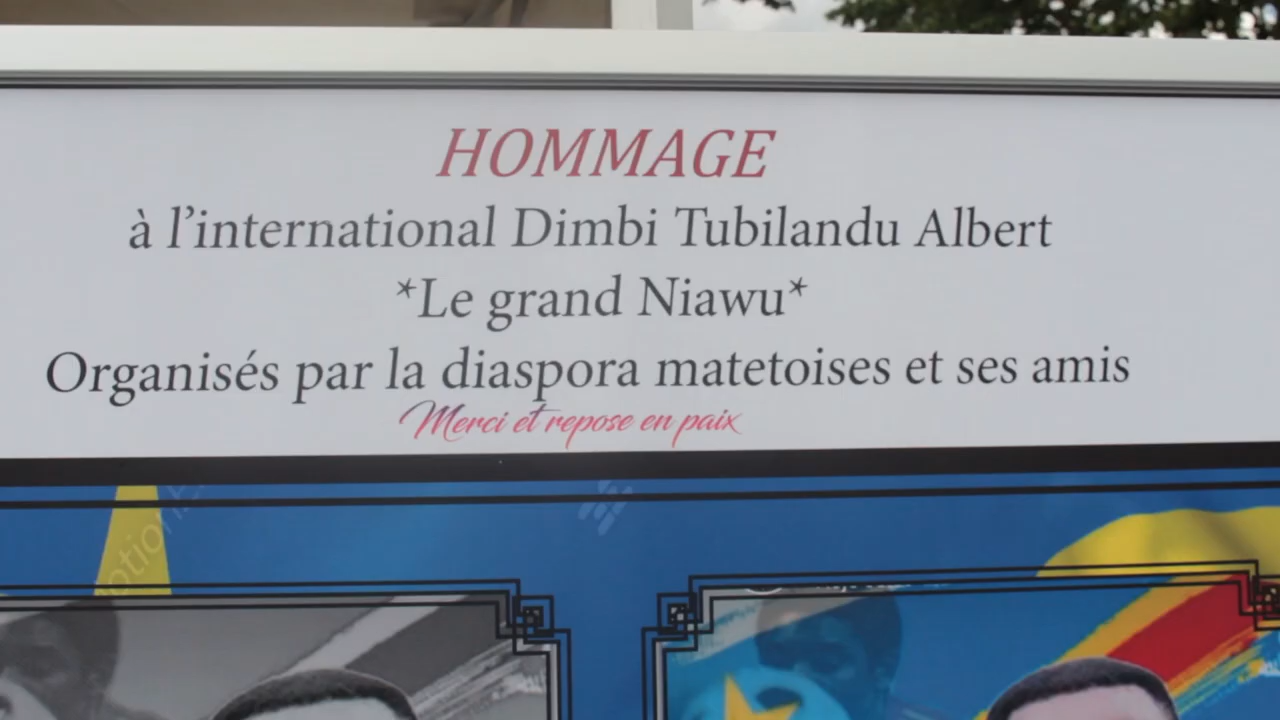 HOMMAGE
à l'international Dimbi Tubilandu Albert
*Le grand Niawu*
Organisés par la diaspora matetoises et ses amis
Merci et repose en paix